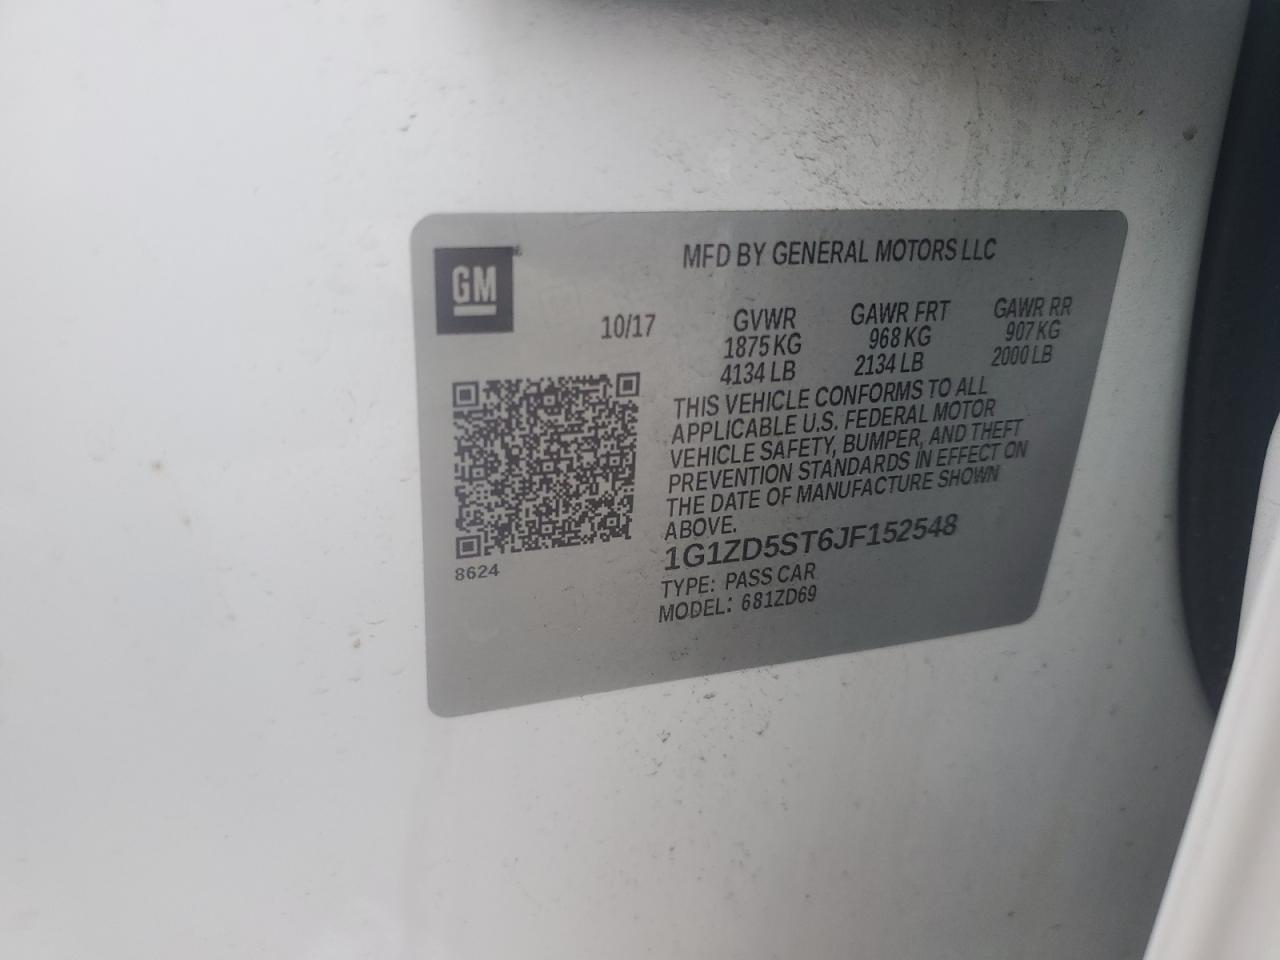 GM
MFD BY GENERAL MOTORS LLC
10/17
GVWR
1875 KG
4134 LB
GAWR FRT
968 KG
2134 LB
GAWR RR
907 KG
2000 LB
THIS VEHICLE CONFORMS TO ALL
APPLICABLE U.S. FEDERAL MOTOR
VEHICLE SAFETY, BUMPER, AND THEFT
PREVENTION STANDARDS IN EFFECT ON
THE DATE OF MANUFACTURE SHOWN
ABOVE.
1G1ZD5ST6JF152548
TYPE: PASS CAR
MODEL: 681ZD69
8624